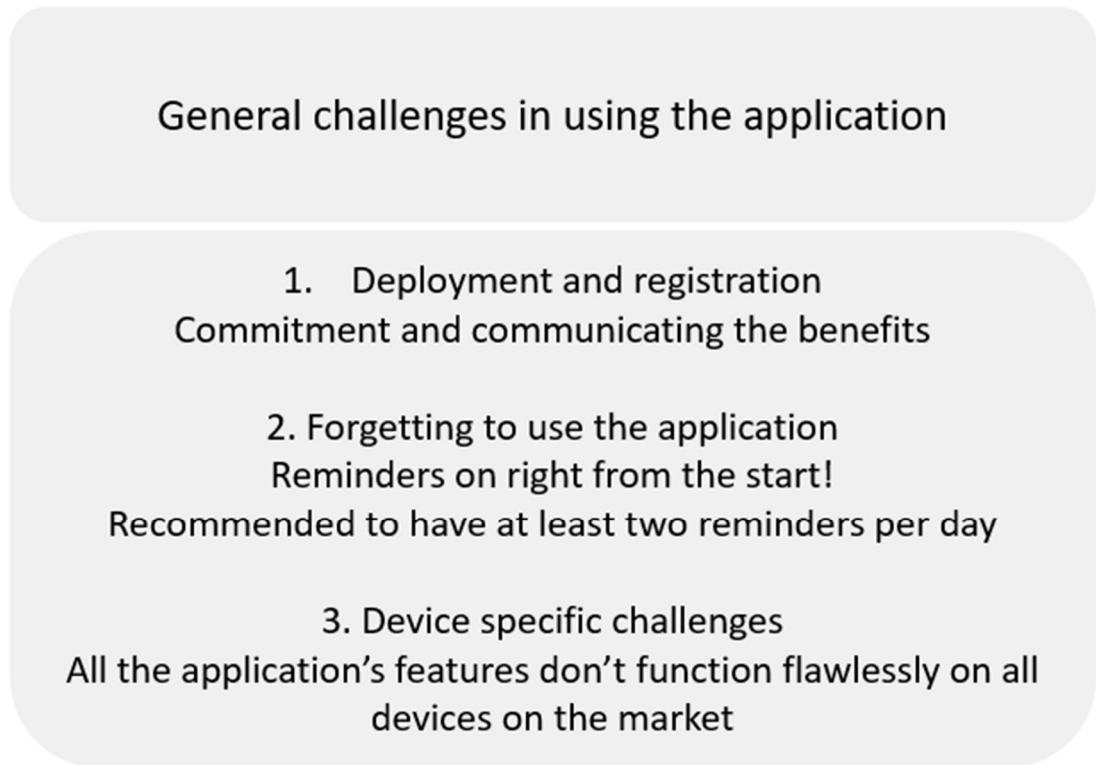 General challenges in using the application
1. Deployment and registration
Commitment and communicating the benefits
2. Forgetting to use the application
Reminders on right from the start!
Recommended to have at least two reminders per day
3. Device specific challenges
All the application’s features don’t function flawlessly on all
devices on the market